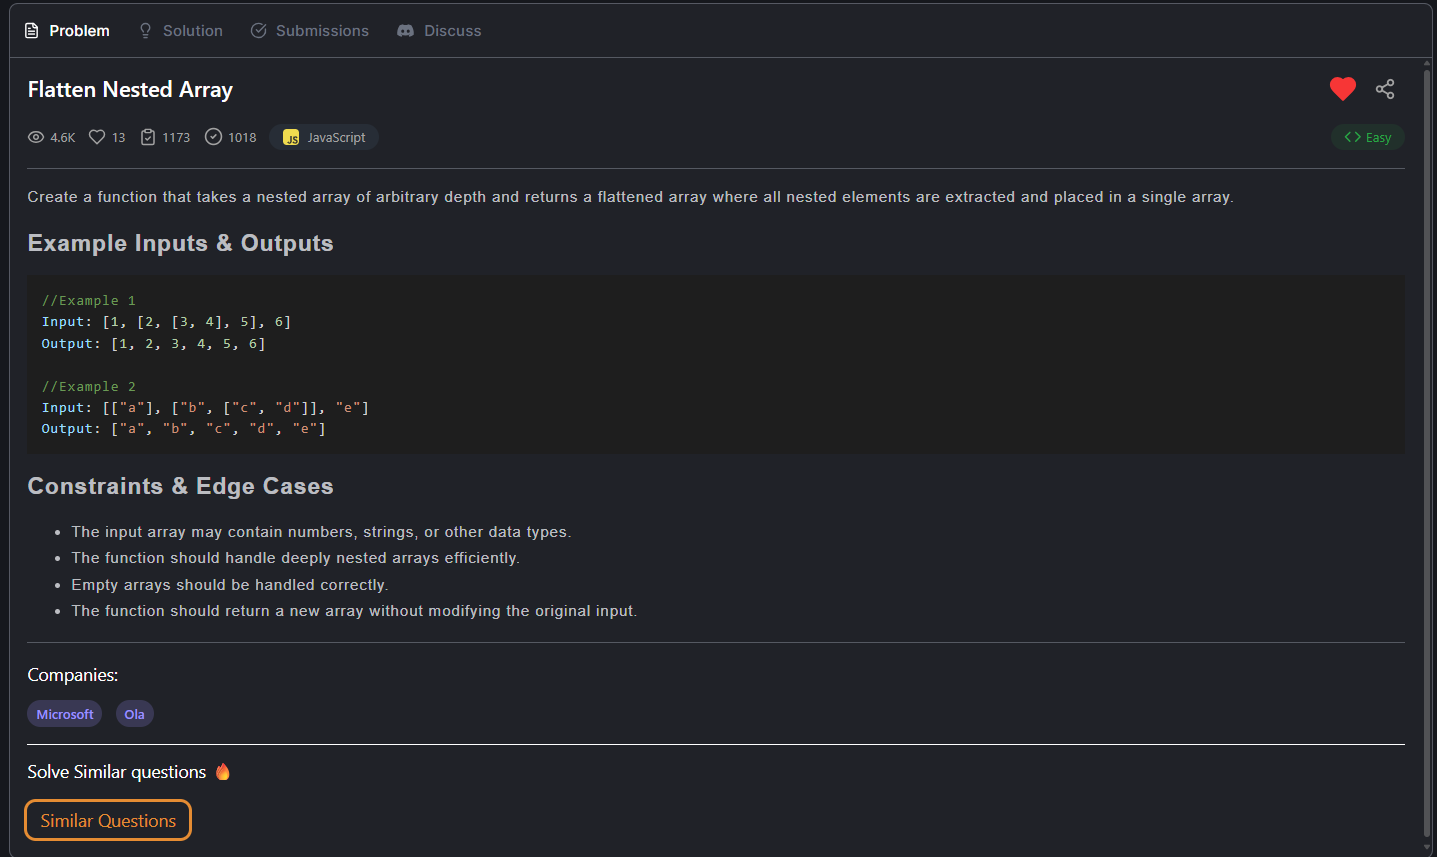 Problem Solution Submissions Discuss
Flatten Nested Array
4.6K 13 1173 1018 JS JavaScript <> Easy
Create a function that takes a nested array of arbitrary depth and returns a flattened array where all nested elements are extracted and placed in a single array.
Example Inputs & Outputs
//Example 1
Input: [1, [2, [3, 4], 5], 6]
Output: [1, 2, 3, 4, 5, 6]
//Example 2
Input: [["a"], ["b", ["c", "d"]], "e"]
Output: ["a", "b", "c", "d", "e"]
Constraints & Edge Cases
• The input array may contain numbers, strings, or other data types.
• The function should handle deeply nested arrays efficiently.
• Empty arrays should be handled correctly.
• The function should return a new array without modifying the original input.
Companies:
Microsoft Ola
Solve Similar questions 🔥
Similar Questions